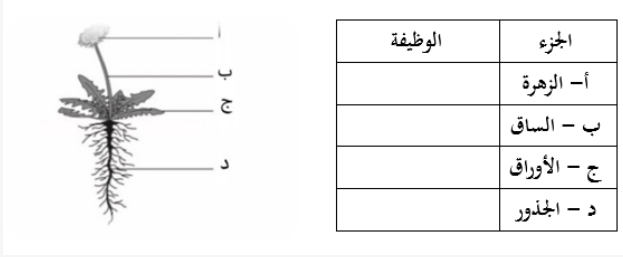 أ
ب
ج
د
الجزء الوظيفة
أ– الزهرة
ب – الساق
ج – الأوراق
د – الجذور